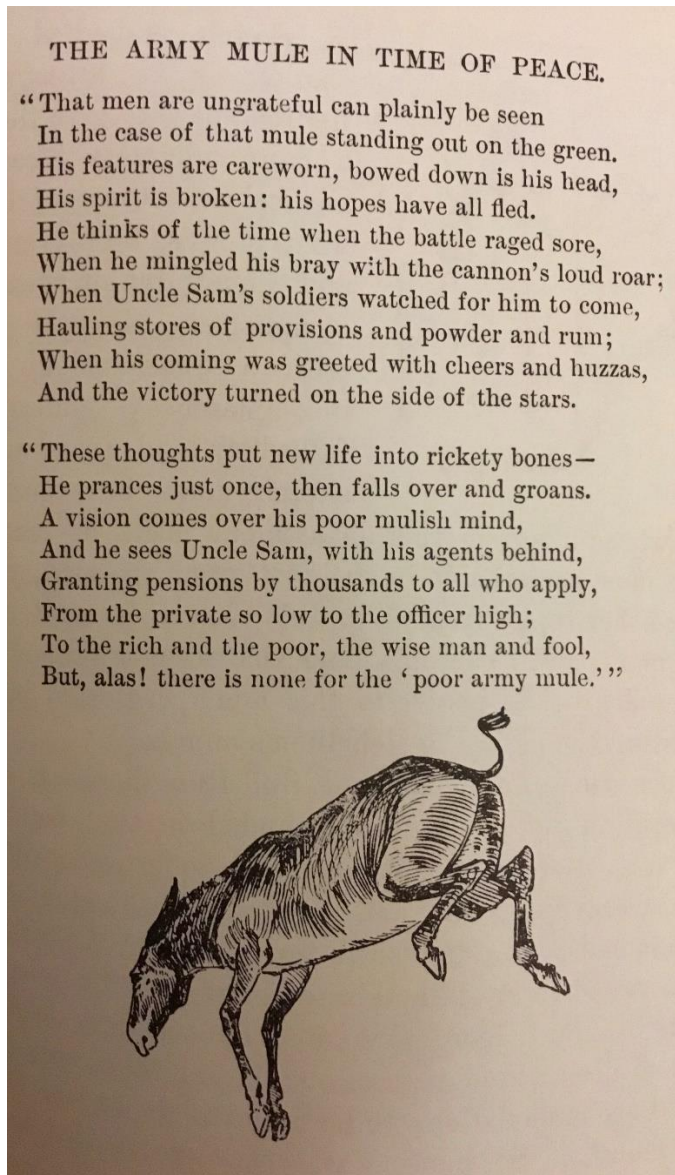 THE ARMY MULE IN TIME OF PEACE.
“That men are ungrateful can plainly be seen
In the case of that mule standing out on the green.
His features are careworn, bowed down is his head,
His spirit is broken: his hopes have all fled.
He thinks of the time when the battle raged sore,
When he mingled his bray with the cannon’s loud roar;
When Uncle Sam’s soldiers watched for him to come,
Hauling stores of provisions and powder and rum;
When his coming was greeted with cheers and huzzas,
And the victory turned on the side of the stars.
“These thoughts put new life into rickety bones—
He prances just once, then falls over and groans.
A vision comes over his poor mulish mind,
And he sees Uncle Sam, with his agents behind,
Granting pensions by thousands to all who apply,
From the private so low to the officer high;
To the rich and the poor, the wise man and fool,
But, alas! there is none for the ‘poor army mule.’”